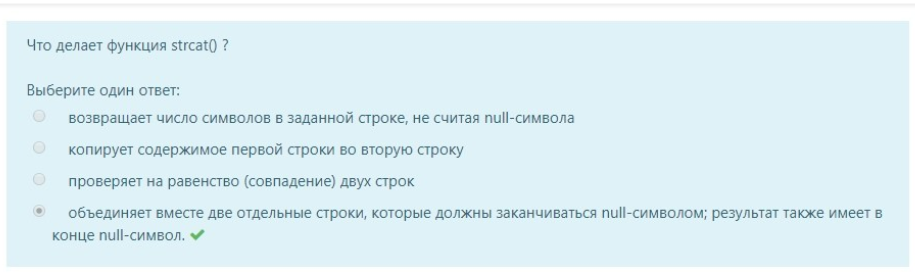 Что делает функция strcat() ?
Выберите один ответ:
возвращает число символов в заданной строке, не считая null-символа
копирует содержимое первой строки во вторую строку
проверяет на равенство (совпадение) двух строк
объединяет вместе две отдельные строки, которые должны заканчиваться null-символом; результат также имеет в
конце null-символ.